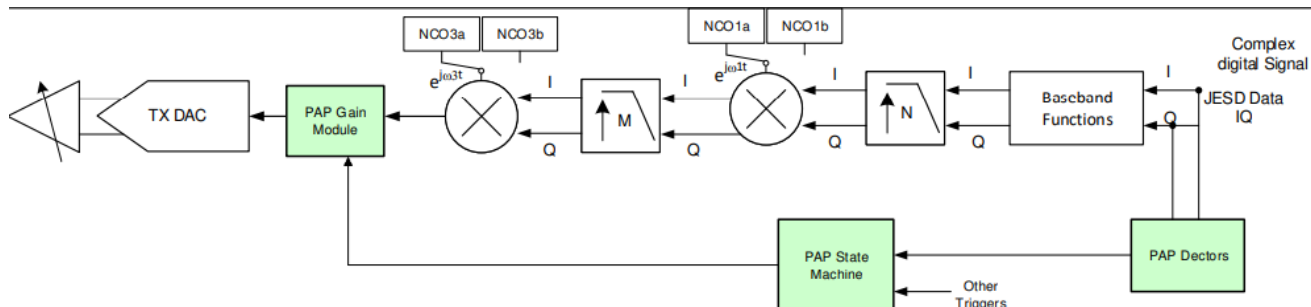 NCO3a
NCO3b
NCO1a
NCO1b
e^jω3t
e^jω1t
Complex
digital Signal
I
I
I
I
I
JESD Data
IQ
TX DAC
PAP Gain
Module
M
N
Baseband
Functions
Q
Q
Q
Q
Q
PAP State
Machine
PAP Dectors
Other
Triggers